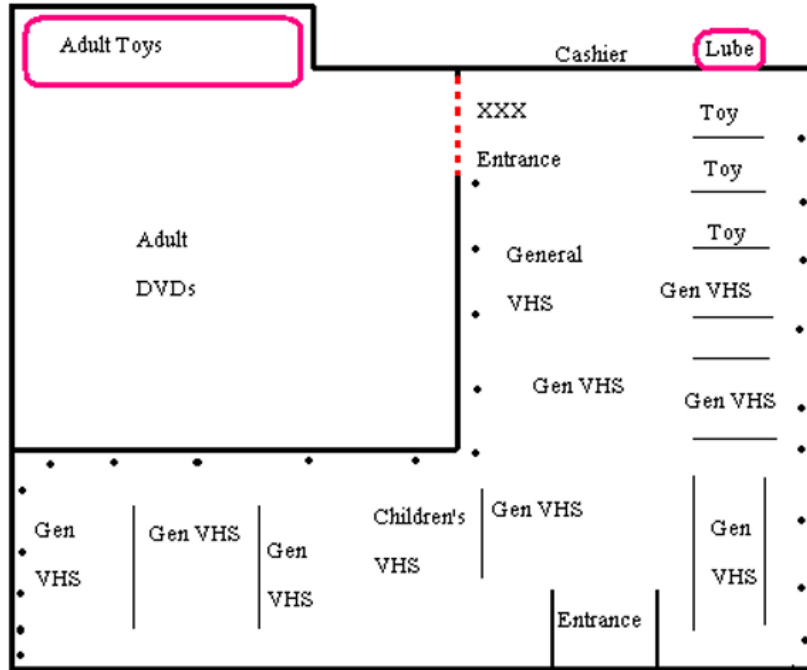 Adult Toys
Cashier
Lube
XXX
Entrance
Toy
Toy
Toy
Adult
DVDs
General
VHS
Gen VHS
Gen VHS
Gen VHS
Gen
VHS
Gen VHS
Gen
VHS
Children's
VHS
Gen VHS
Gen
VHS
Entrance